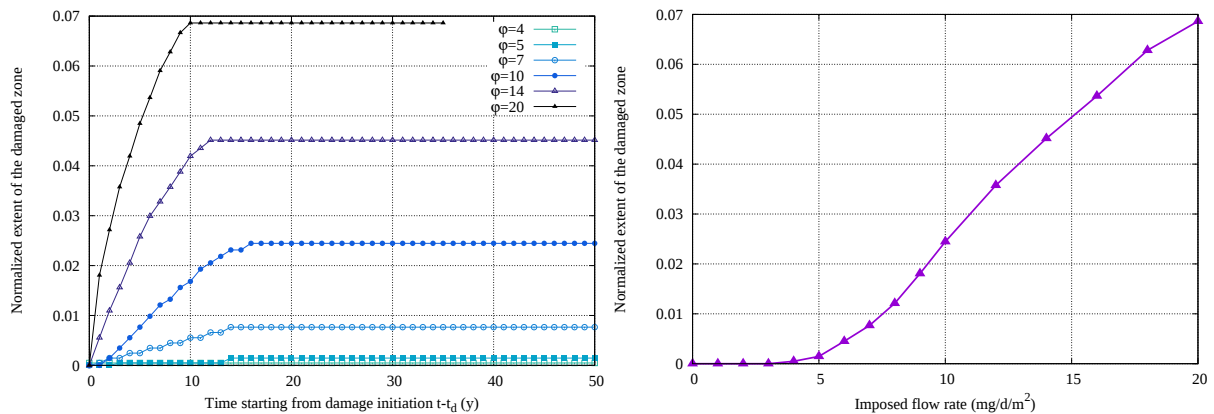 Normalized extent of the damaged zone
0.07
0.06
0.05
0.04
0.03
0.02
0.01
0
φ=4
φ=5
φ=7
φ=10
φ=14
φ=20
0 10 20 30 40 50
Time starting from damage initiation t-td (y)
Normalized extent of the damaged zone
0.07
0.06
0.05
0.04
0.03
0.02
0.01
0
0 5 10 15 20
Imposed flow rate (mg/d/m²)